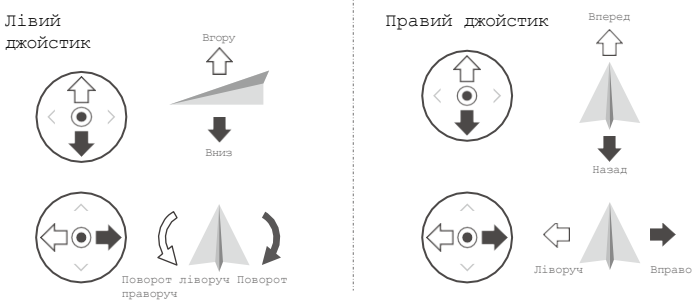 Лівий
джойстик
Вгору
Вниз
Поворот ліворуч Поворот
праворуч
Правий джойстик
Вперед
Назад
Ліворуч
Вправо